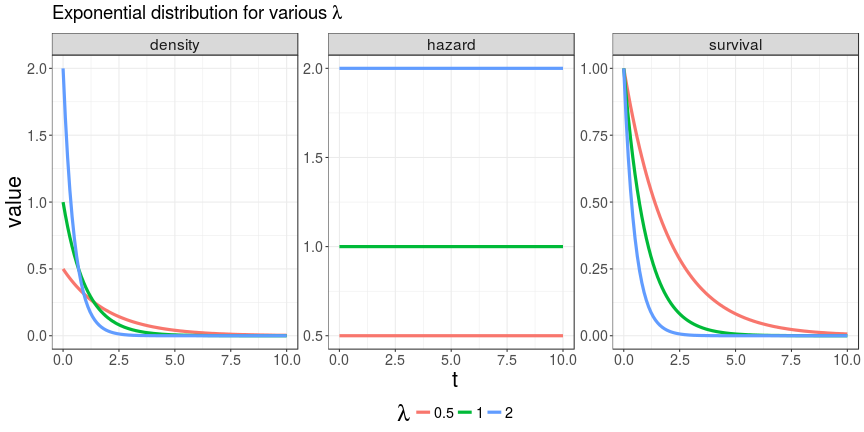 Exponential distribution for various λ
density hazard survival
value
2.0
1.5
1.0
0.5
0.0
2.0
1.5
1.0
0.5
1.00
0.75
0.50
0.25
0.00
0.0 2.5 5.0 7.5 10.0 0.0 2.5 5.0 7.5 10.0 0.0 2.5 5.0 7.5 10.0
t
λ 0.5 1 2